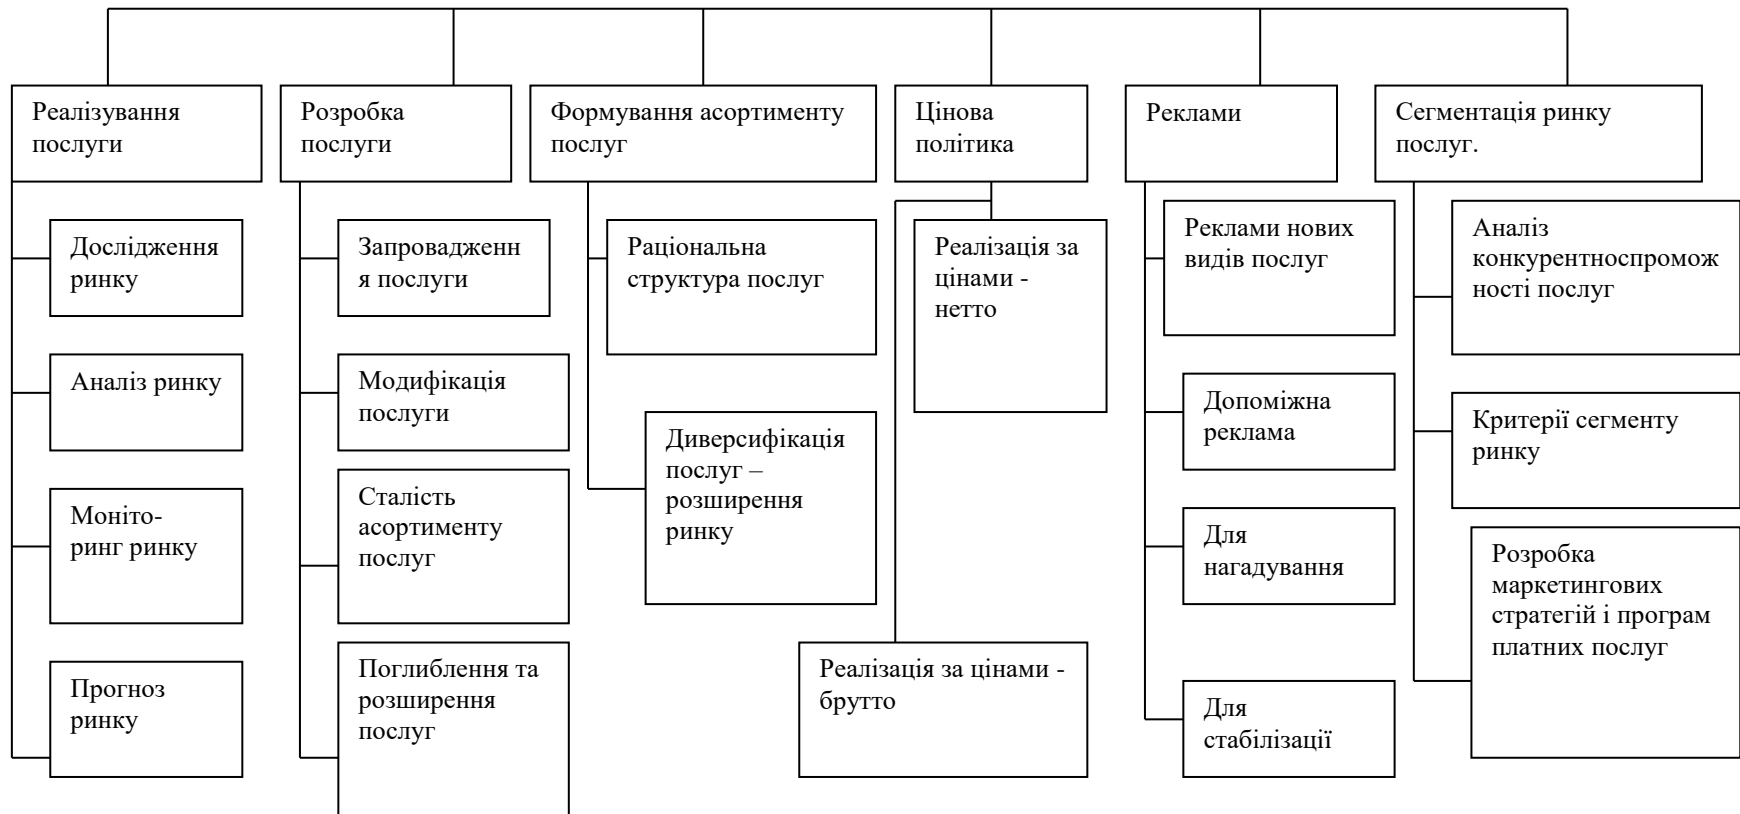 Реалізування
послуги
Розробка
послуги
Формування асортименту
послуг
Цінова
політика
Реклами
Сегментація ринку
послуг.
Дослідження
ринку
Аналіз ринку
Моніто-
ринг ринку
Прогноз
ринку
Запровадженн
я послуги
Модифікація
послуги
Сталість
асортименту
послуг
Поглиблення та
розширення
послуг
Раціональна
структура послуг
Диверсифікація
послуг –
розширення
ринку
Реалізація за
цінами -
нетто
Реалізація за цінами -
брутто
Реклами нових
видів послуг
Допоміжна
реклама
Для
нагадування
Для
стабілізації
Аналіз
конкурентноспромож
ності послуг
Критерії сегменту
ринку
Розробка
маркетингових
стратегій і програм
платних послуг